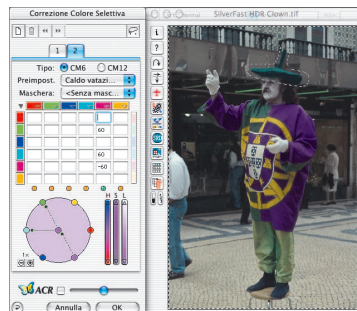 Correzione Colore Selettiva
1 2
Tipo: CM6 CM12
Preimpost. Caldo vatazi...
Maschera: <Senza masc...
60
60
-60
H S L
1x
ACR
Annulla OK
SilverFast HDR Clown.tif
i
?